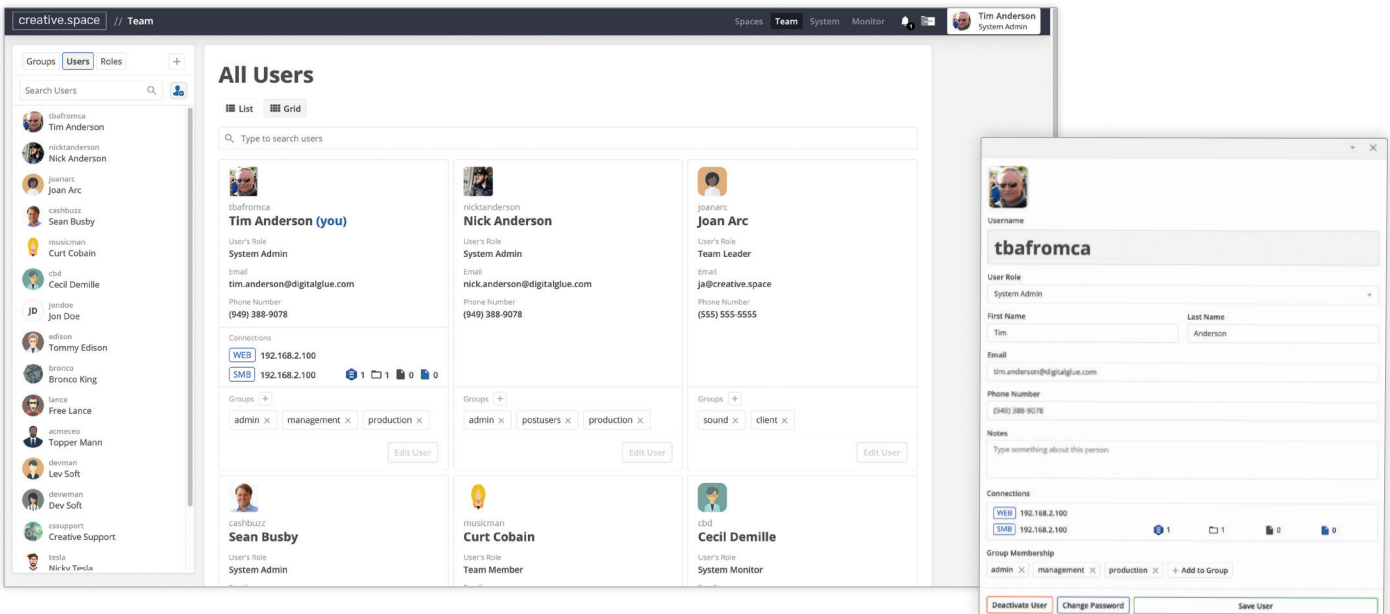 creative.space // Team
Spaces Team System Monitor 1 Tim Anderson
System Admin
Groups Users Roles +
Search Users
tbafromca
Tim Anderson
nicktanderson
Nick Anderson
joanarc
Joan Arc
cashbuzz
Sean Busby
musicman
Curt Cobain
cbd
Cecil Demille
JD
jondoe
Jon Doe
edison
Tommy Edison
bronco
Bronco King
lance
Free Lance
acmeceo
Topper Mann
devman
Lev Soft
devwman
Dev Soft
cssupport
Creative Support
tesla
Nicky Tesla
All Users
List Grid
Type to search users
tbafromca
Tim Anderson (you)
User's Role
System Admin
Email
tim.anderson@digitalglue.com
Phone Number
(949) 388-9078
Connections
WEB 192.168.2.100
SMB 192.168.2.100 1 1 0 0
Groups +
admin × management × production ×
Edit User
nicktanderson
Nick Anderson
User's Role
System Admin
Email
nick.anderson@digitalglue.com
Phone Number
(949) 388-9078
Groups +
admin × postusers × production ×
Edit User
joanarc
Joan Arc
User's Role
Team Leader
Email
ja@creative.space
Phone Number
(555) 555-5555
Groups +
sound × client ×
Edit User
cashbuzz
Sean Busby
User's Role
System Admin
musicman
Curt Cobain
User's Role
Team Member
cbd
Cecil Demille
User's Role
System Monitor
Username
tbafromca
User Role
System Admin
First Name Last Name
Tim Anderson
Email
tim.anderson@digitalglue.com
Phone Number
(949) 388-9078
Notes
Type something about this person
Connections
WEB 192.168.2.100
SMB 192.168.2.100 1 1 0 0
Group Membership
admin × management × production × + Add to Group
Deactivate User Change Password Save User